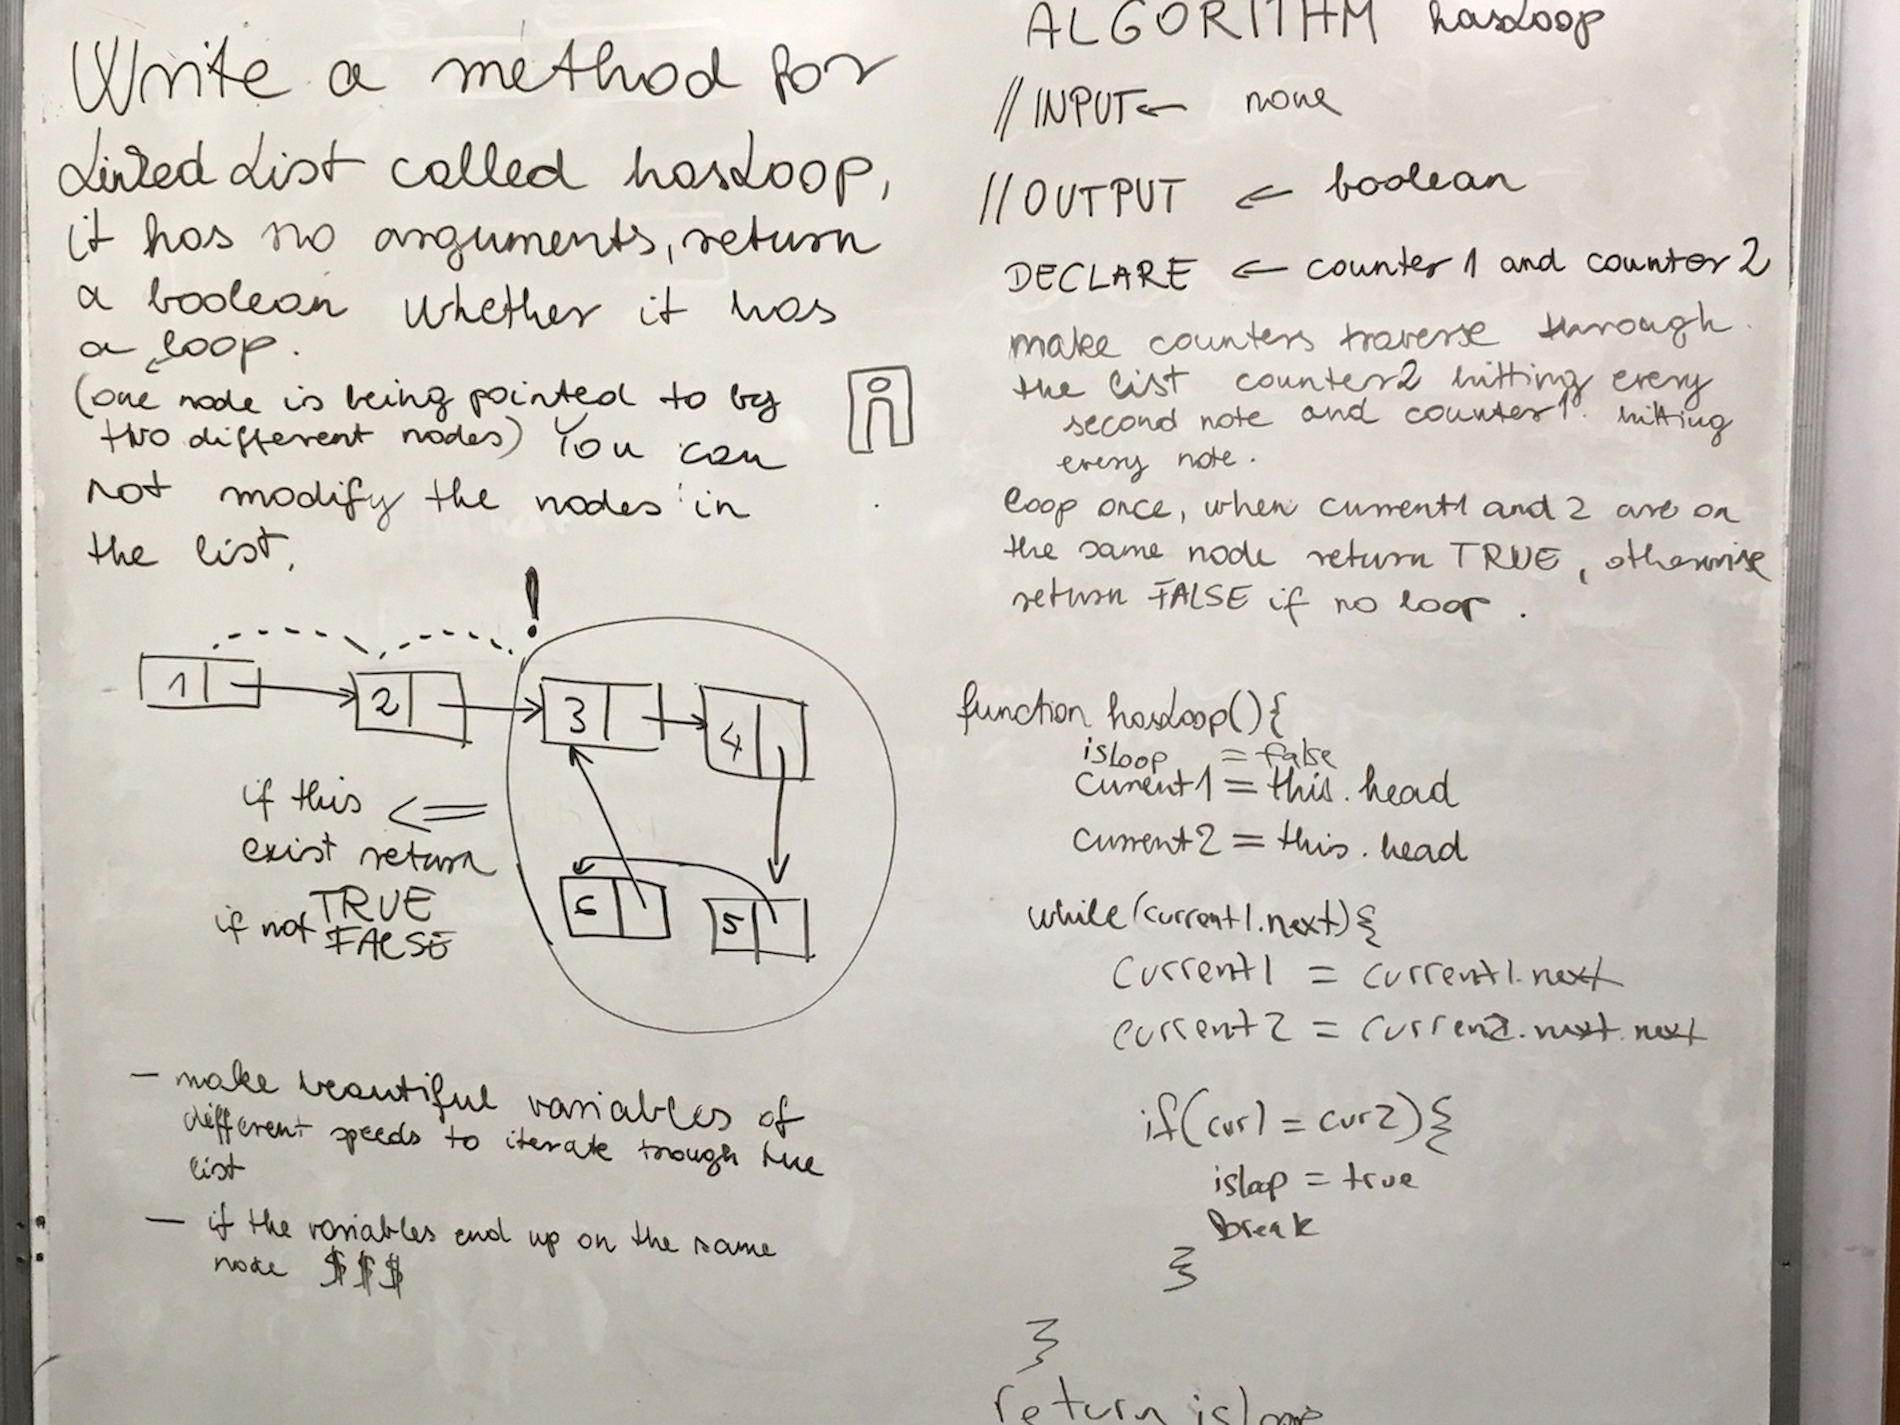 Write a method for
Linked List called hasLoop,
it has no arguments, return
a boolean whether it has
a loop.
(one node is being pointed to by
two different nodes) You can
not modify the nodes in
the list.
!
1
2
3
4
6
5
if this <==
exist return
TRUE
if not FALSE
- make beautiful variables of
different speeds to iterate trough the
list
- if the variables end up on the same
node $$$
ALGORITHM hasLoop
// INPUT ← none
// OUTPUT ← boolean
DECLARE ← counter 1 and counter 2
make counters traverse through
the list counter2 hitting every
second note and counter1 hitting
every note.
loop once, when current1 and 2 are on
the same node return TRUE, otherwise
return FALSE if no loop.
function hasLoop(){
isLoop = false
current1 = this.head
current2 = this.head
while(current1.next){
current1 = current1.next
current2 = curren2.next.next
if(cur1 = cur2){
isloop = true
Break
}
}
return isloop